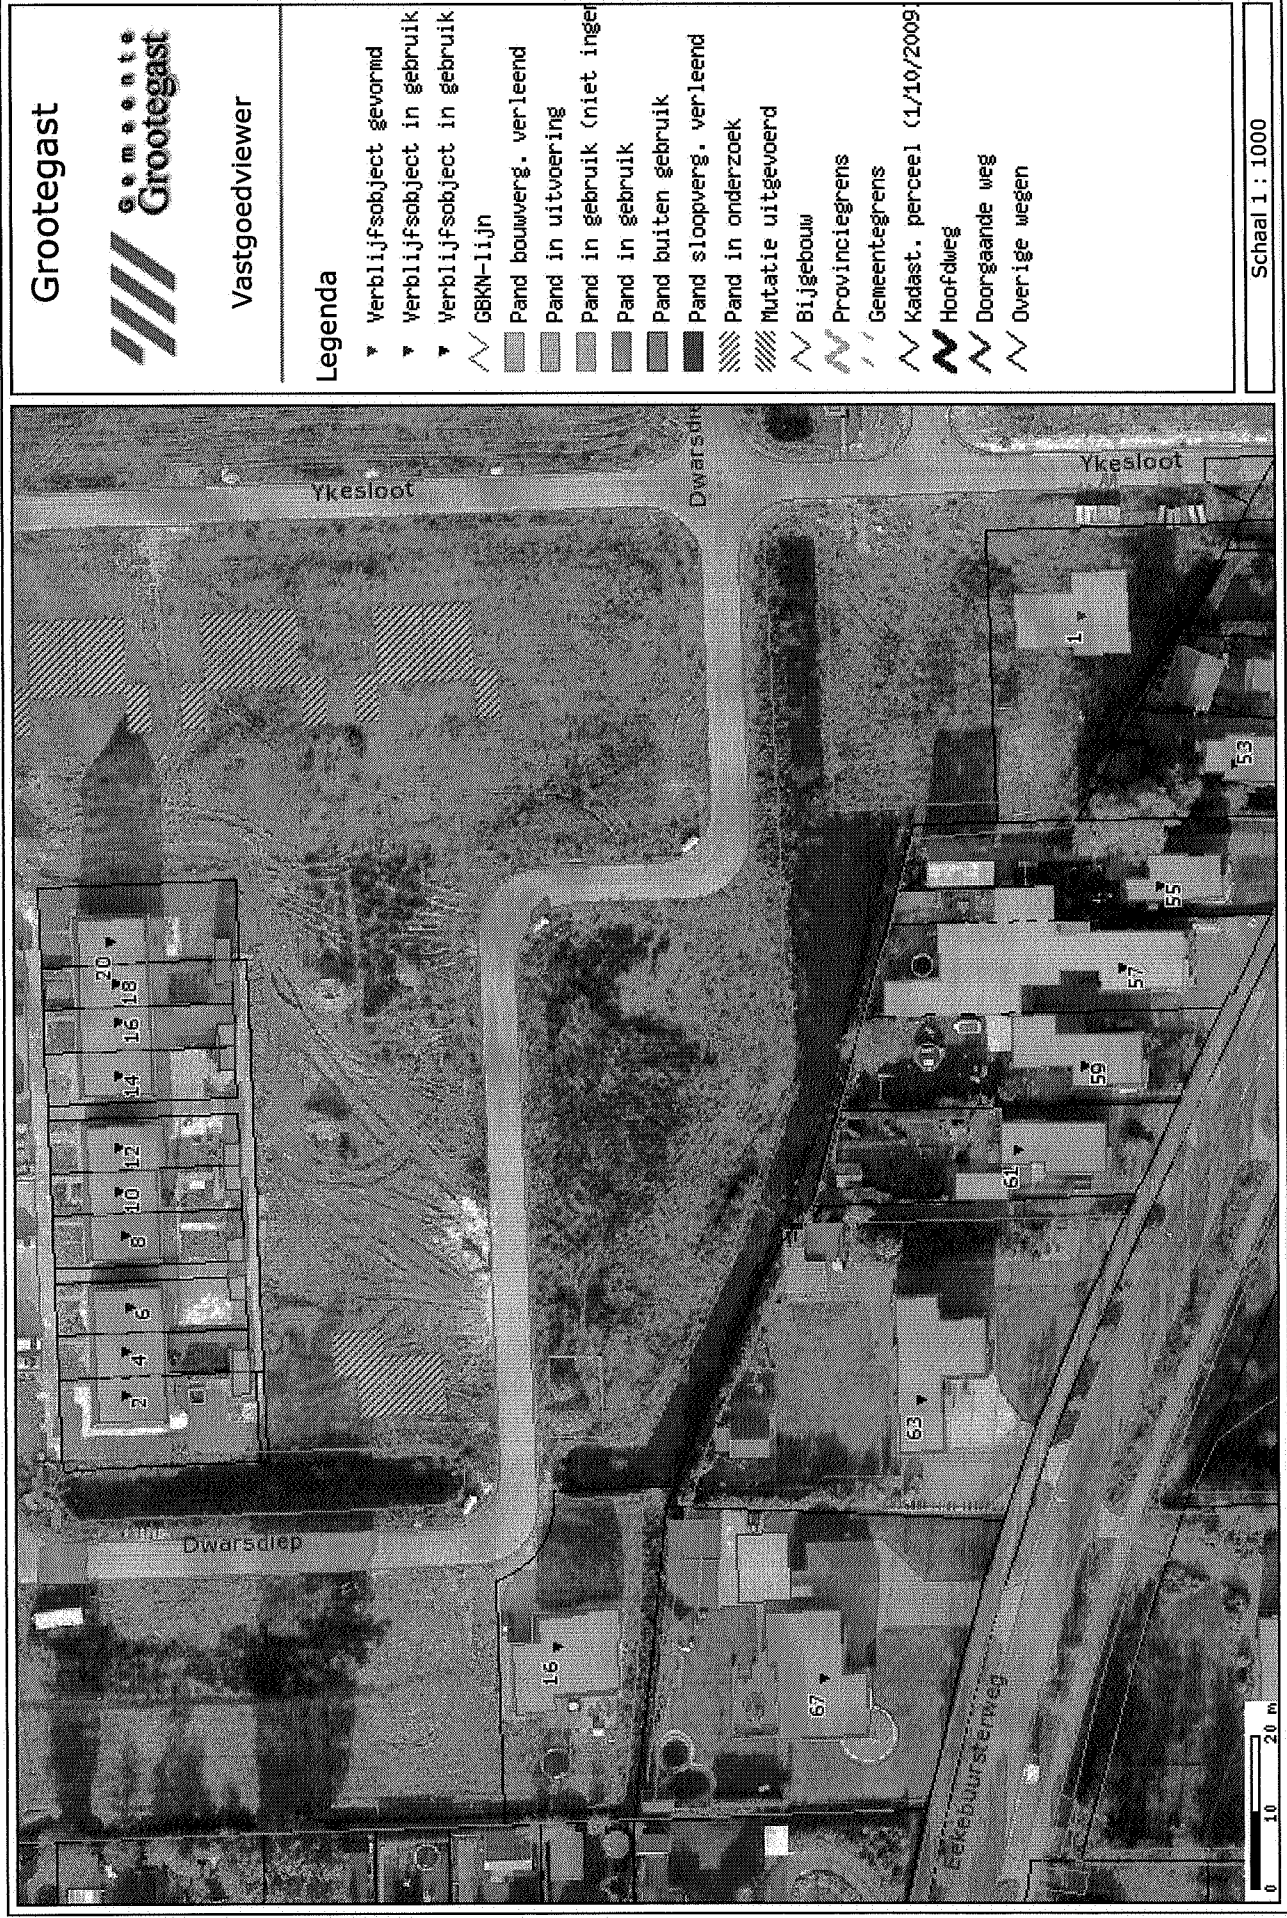 Grootegast
Gemeente
Grootegast
Vastgoedviewer
Legenda
Verblijfsobject gevormd
Verblijfsobject in gebruik
Verblijfsobject in gebruik
GBKN-lijn
Pand bouwverg. verleend
Pand in uitvoering
Pand in gebruik (niet inger
Pand in gebruik
Pand buiten gebruik
Pand sloopverg. verleend
Pand in onderzoek
Mutatie uitgevoerd
Bijgebouw
Provinciegrens
Gemeentegrens
Kadast. perceel (1/10/2009
Hoofdweg
Doorgaande weg
Overige wegen
Schaal 1 : 1000
Ykesloot
Dwarsdie
Ykesloot
1
53
20
18
16
14
12
10
8
6
4
2
55
57
59
61
63
Dwarsdiep
16
67
Eekebuursterweg
0 10 20 m